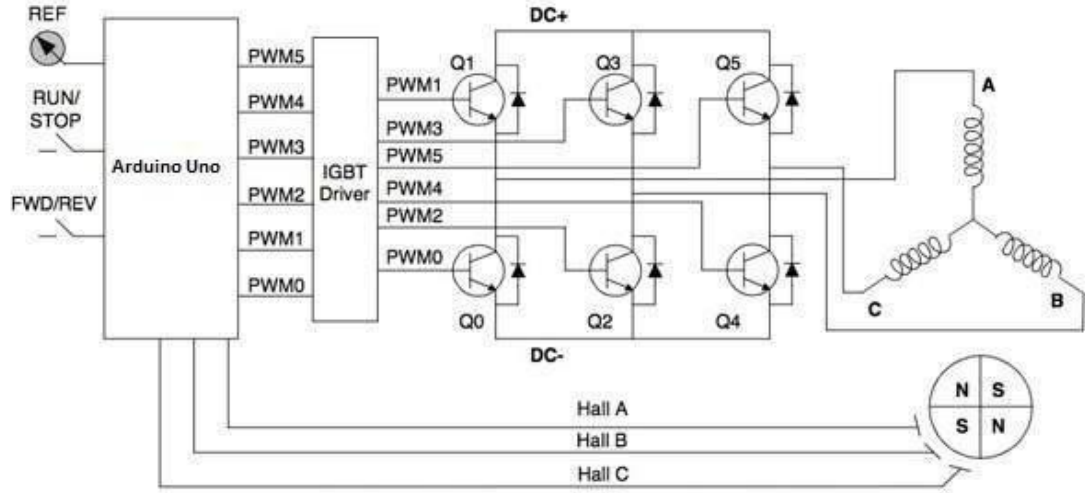 REF
RUN/
STOP
FWD/REV
Arduino Uno
PWM5
PWM4
PWM3
PWM2
PWM1
PWM0
IGBT
Driver
PWM1
PWM3
PWM5
PWM4
PWM2
PWM0
DC+
Q1
Q3
Q5
Q0
Q2
Q4
DC-
A
C
B
N S
S N
Hall A
Hall B
Hall C